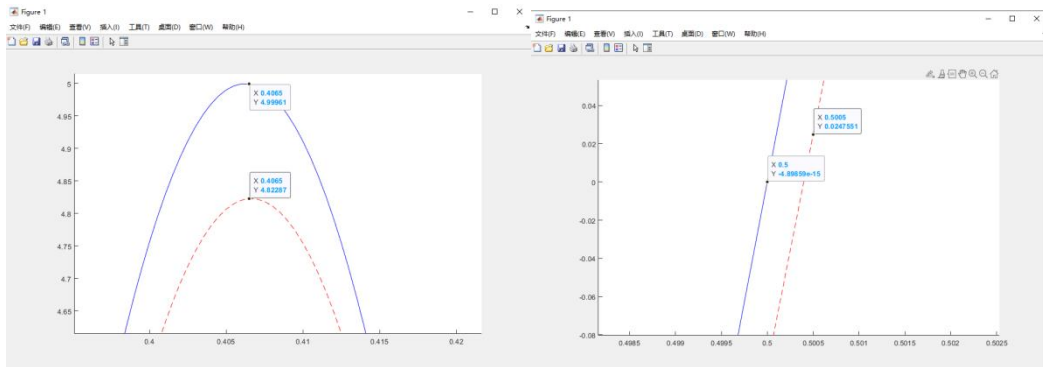 Figure 1
文件(F) 编辑(E) 查看(V) 插入(I) 工具(T) 桌面(D) 窗口(W) 帮助(H)
5
4.95
4.9
4.85
4.8
4.75
4.7
4.65
X 0.4065
Y 4.99961
X 0.4065
Y 4.82287
0.4 0.405 0.41 0.415 0.42
Figure 1
文件(F) 编辑(E) 查看(V) 插入(I) 工具(T) 桌面(D) 窗口(W) 帮助(H)
0.04
0.02
0
-0.02
-0.04
-0.06
-0.08
X 0.5005
Y 0.0247551
X 0.5
Y -4.89859e-15
0.4985 0.499 0.4995 0.5 0.5005 0.501 0.5015 0.502 0.5025